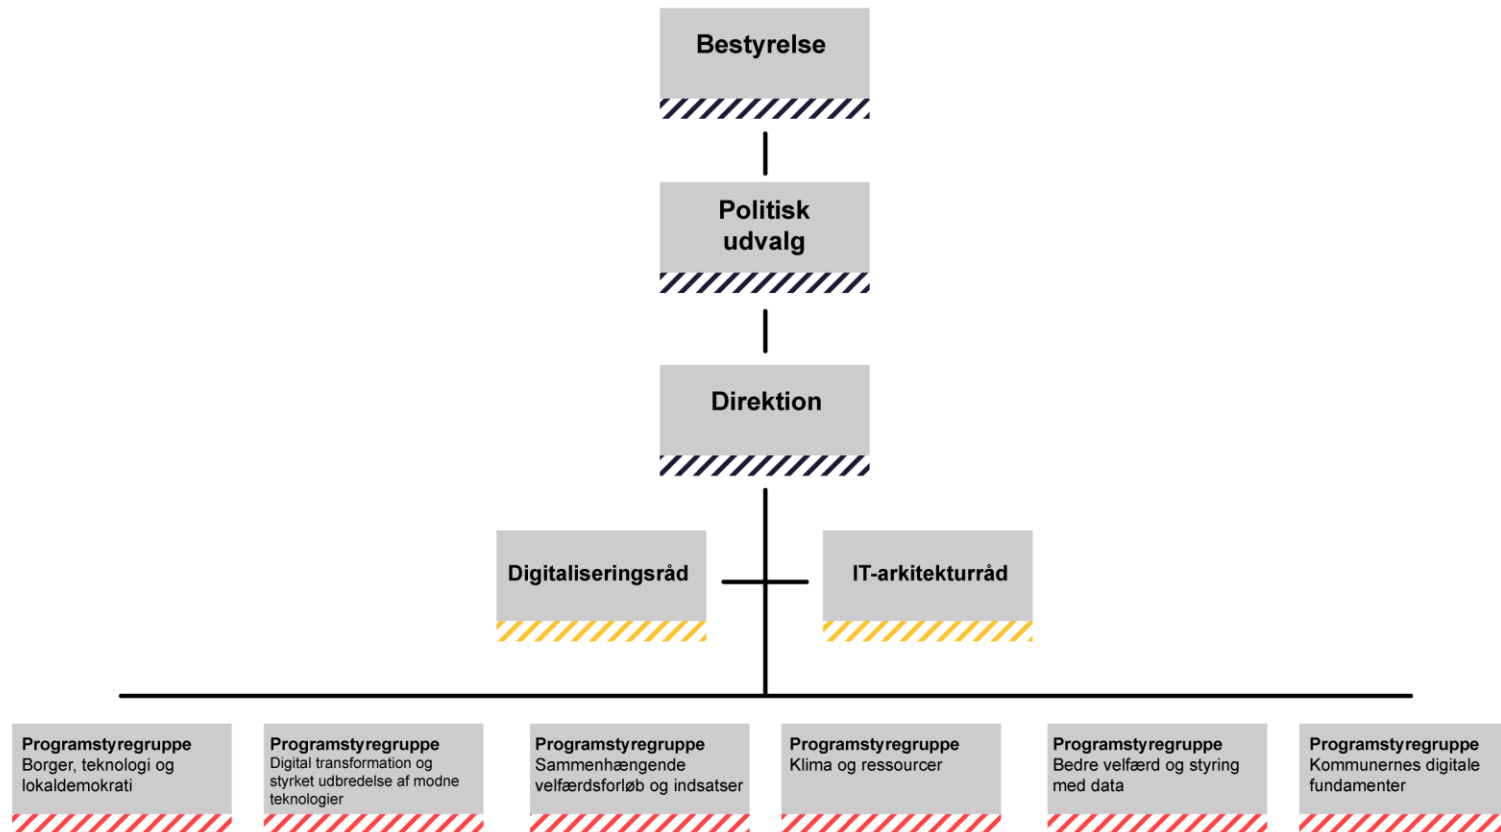 Bestyrelse
Politisk
udvalg
Direktion
Digitaliseringsråd
IT-arkitekturråd
Programstyregruppe
Borger, teknologi og
lokaldemokrati
Programstyregruppe
Digital transformation og
styrket udbredelse af modne
teknologier
Programstyregruppe
Sammenhængende
velfærdsforløb og indsatser
Programstyregruppe
Klima og ressourcer
Programstyregruppe
Bedre velfærd og styring
med data
Programstyregruppe
Kommunernes digitale
fundamenter